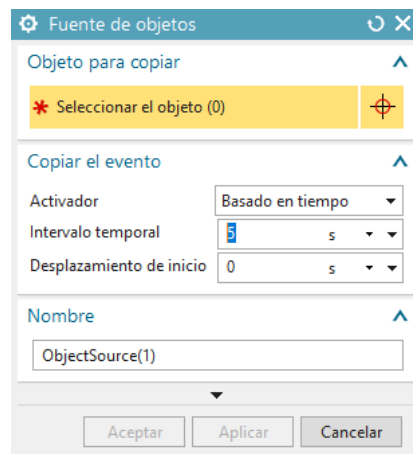 Fuente de objetos
Objeto para copiar
* Seleccionar el objeto (0)
Copiar el evento
Activador Basado en tiempo
Intervalo temporal 5 s
Desplazamiento de inicio 0 s
Nombre
ObjectSource(1)
Aceptar Aplicar Cancelar